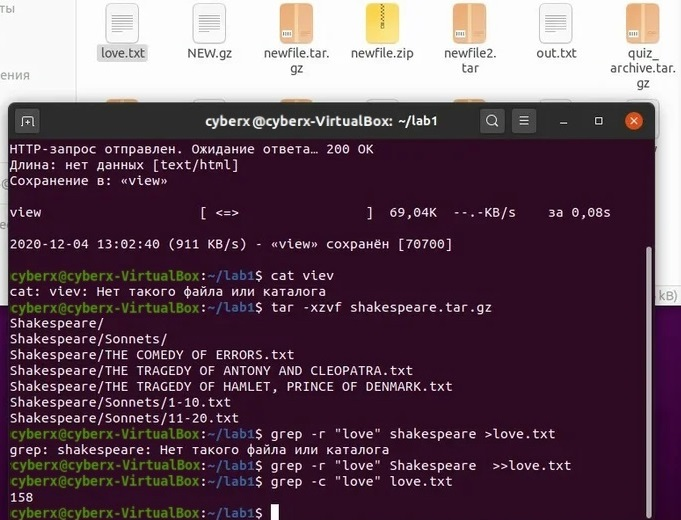 ты
love.txt
NEW.gz
newfile.tar.
gz
newfile.zip
newfile2.
tar
out.txt
quiz_
archive.tar.
gz
ения
cyberx@cyberx-VirtualBox: ~/lab1
HTTP-запрос отправлен. Ожидание ответа… 200 OK
Длина: нет данных [text/html]
Сохранение в: «view»
view                    [ <=>                ]  69,04K  --.-KB/s    за 0,08s
2020-12-04 13:02:40 (911 KB/s) - «view» сохранён [70700]
cyberx@cyberx-VirtualBox:~/lab1$ cat viev
cat: viev: Нет такого файла или каталога
cyberx@cyberx-VirtualBox:~/lab1$ tar -xzvf shakespeare.tar.gz
Shakespeare/
Shakespeare/Sonnets/
Shakespeare/THE COMEDY OF ERRORS.txt
Shakespeare/THE TRAGEDY OF ANTONY AND CLEOPATRA.txt
Shakespeare/THE TRAGEDY OF HAMLET, PRINCE OF DENMARK.txt
Shakespeare/Sonnets/1-10.txt
Shakespeare/Sonnets/11-20.txt
cyberx@cyberx-VirtualBox:~/lab1$ grep -r "love" shakespeare >love.txt
grep: shakespeare: Нет такого файла или каталога
cyberx@cyberx-VirtualBox:~/lab1$ grep -r "love" Shakespeare  >>love.txt
cyberx@cyberx-VirtualBox:~/lab1$ grep -c "love" love.txt
158
cyberx@cyberx-VirtualBox:~/lab1$
kB)